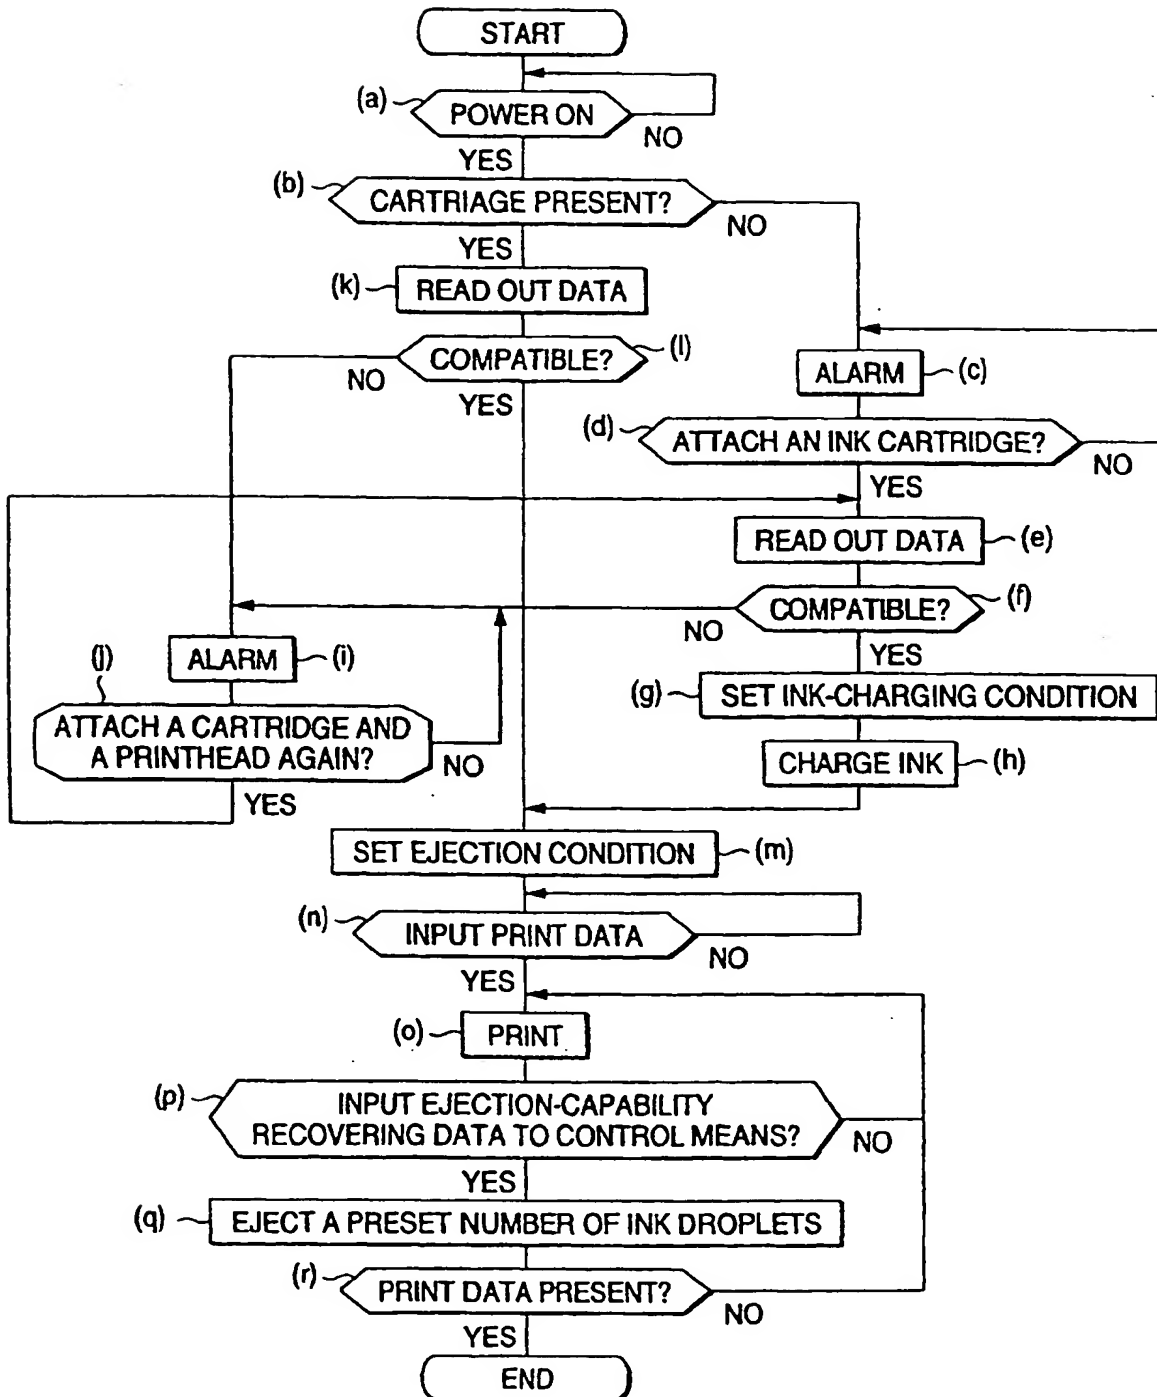 START
(a)
POWER ON
NO
YES
(b)
CARTRIAGE PRESENT?
NO
YES
(k)
READ OUT DATA
COMPATIBLE?
(l)
NO
YES
ALARM
(c)
(d)
ATTACH AN INK CARTRIDGE?
NO
YES
READ OUT DATA
(e)
COMPATIBLE?
(f)
NO
YES
(j)
ALARM
(i)
(g)
SET INK-CHARGING CONDITION
ATTACH A CARTRIDGE AND
A PRINTHEAD AGAIN?
NO
YES
CHARGE INK
(h)
SET EJECTION CONDITION
(m)
(n)
INPUT PRINT DATA
NO
YES
(o)
PRINT
(p)
INPUT EJECTION-CAPABILITY
RECOVERING DATA TO CONTROL MEANS?
NO
YES
(q)
EJECT A PRESET NUMBER OF INK DROPLETS
(r)
PRINT DATA PRESENT?
NO
YES
END